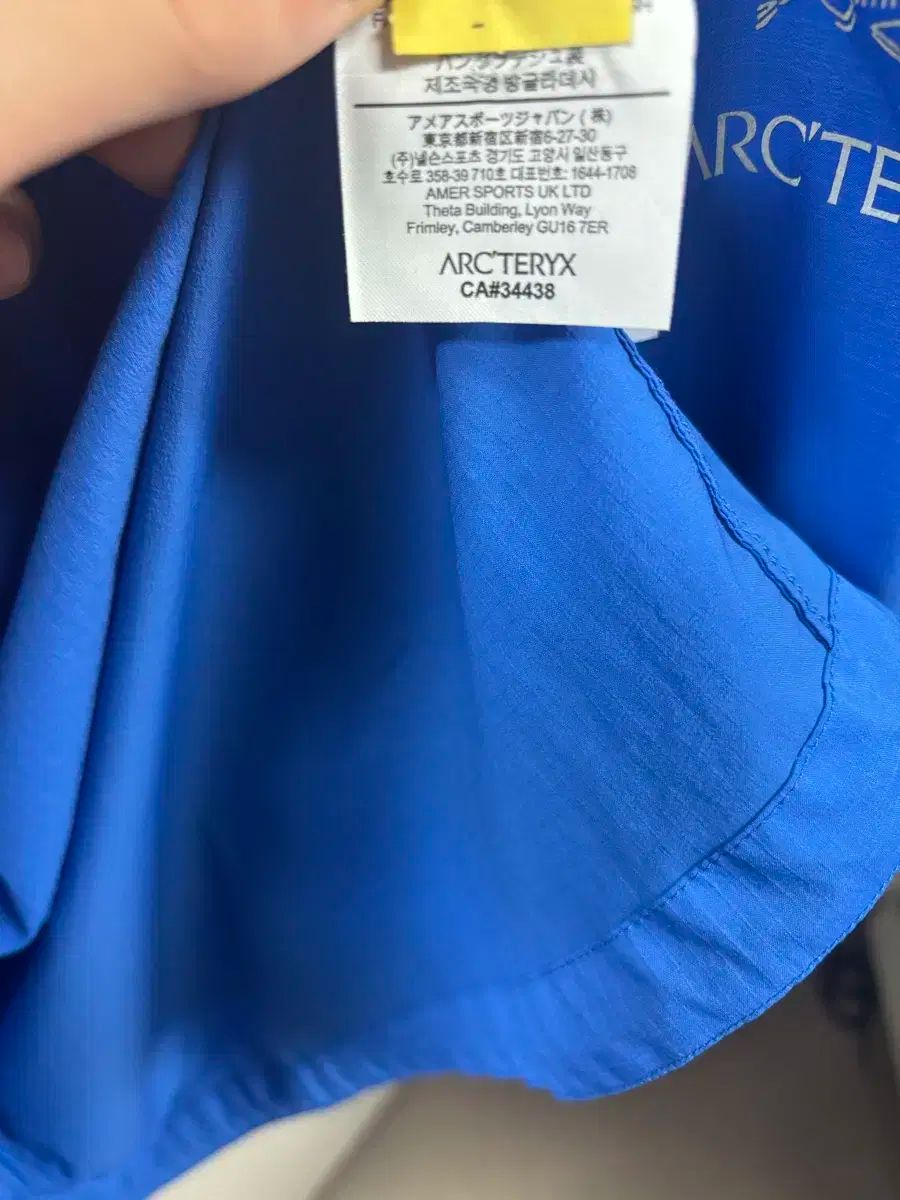 バングラデシュ製
제조국명 방글라데시
アメアスポーツジャパン (株)
東京都新宿区新宿6-27-30
(주)넬슨스포츠 경기도 고양시 일산동구
호수로 358-39 710호 대표번호: 1644-1708
AMER SPORTS UK LTD
Theta Building, Lyon Way
Frimley, Camberley GU16 7ER
ARC'TERYX
CA#34438
ARC'TE